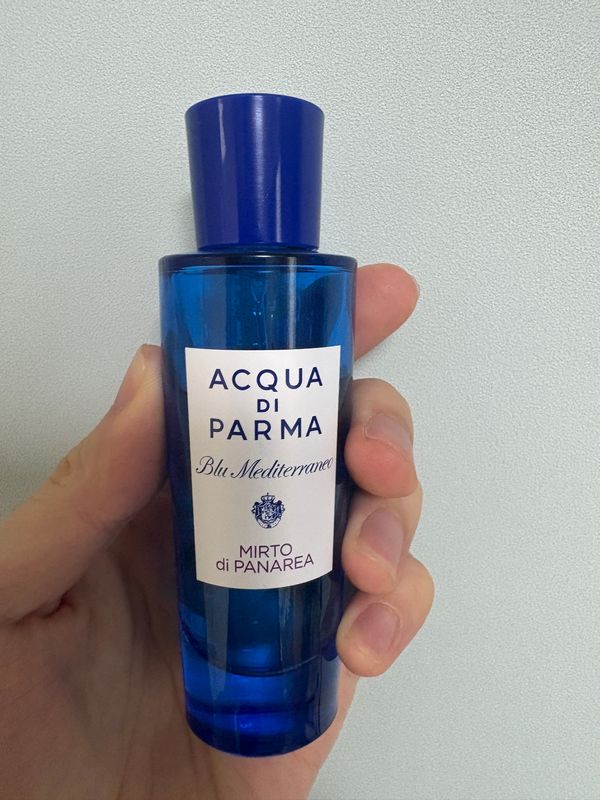 ACQUA
DI
PARMA
Blu Mediterraneo
MIRTO
di PANAREA